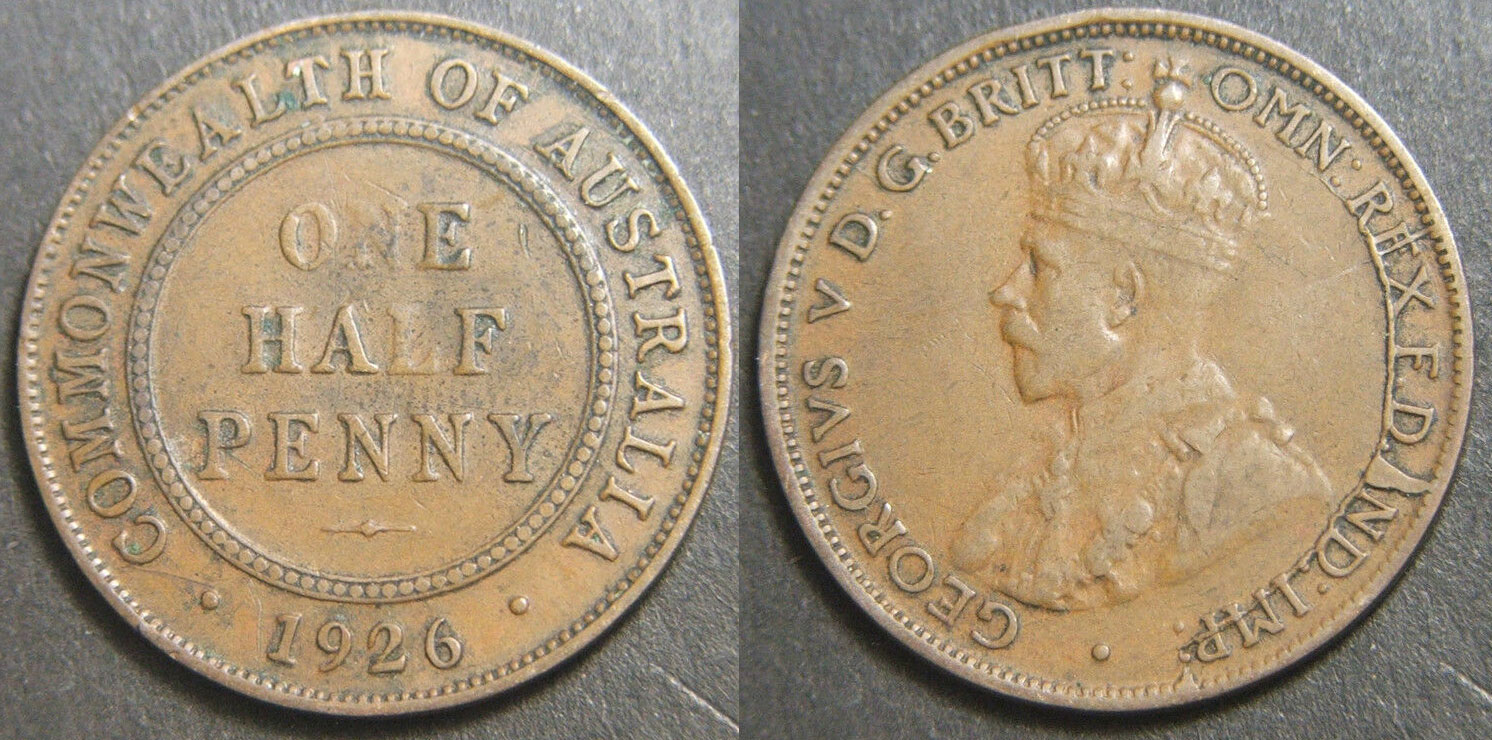 COMMONWEALTH OF AUSTRALIA
ONE
HALF
PENNY
1926
GEORGIVS V D.G. BRITT: OMN: REX F.D. IND: IMP: